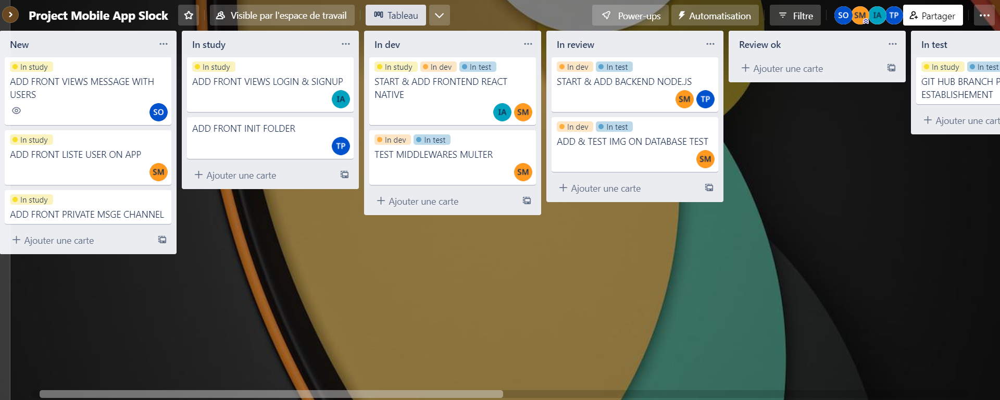 Project Mobile App Slock
Visible par l'espace de travail
Tableau
Power-ups
Automatisation
Filtre
SO
SM
IA
TP
Partager
New
In study
ADD FRONT VIEWS MESSAGE WITH
USERS
SO
In study
ADD FRONT LISTE USER ON APP
SM
In study
ADD FRONT PRIVATE MSGE CHANNEL
+ Ajouter une carte
In study
In study
ADD FRONT VIEWS LOGIN & SIGNUP
IA
ADD FRONT INIT FOLDER
TP
+ Ajouter une carte
In dev
In study In dev In test
START & ADD FRONTEND REACT
NATIVE
IA SM
In dev In test
TEST MIDDLEWARES MULTER
SM
+ Ajouter une carte
In review
In dev In test
START & ADD BACKEND NODE.JS
SM TP
In dev In test
ADD & TEST IMG ON DATABASE TEST
SM
+ Ajouter une carte
Review ok
+ Ajouter une carte
In test
In study In test
GIT HUB BRANCH P
ESTABLISHEMENT
+ Ajouter une cart